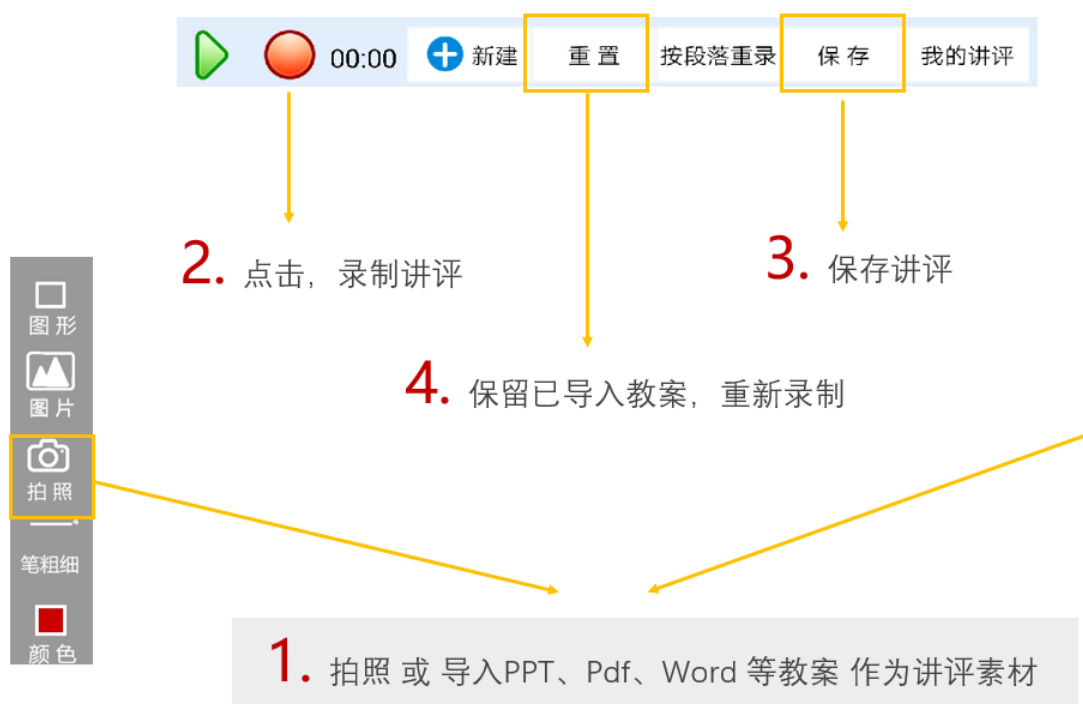 00:00 新建 重 置 按段落重录 保 存 我的讲评
2. 点击，录制讲评
3. 保存讲评
4. 保留已导入教案，重新录制
图 形
图 片
拍 照
4
笔粗细
颜 色
1. 拍照 或 导入PPT、Pdf、Word 等教案 作为讲评素材